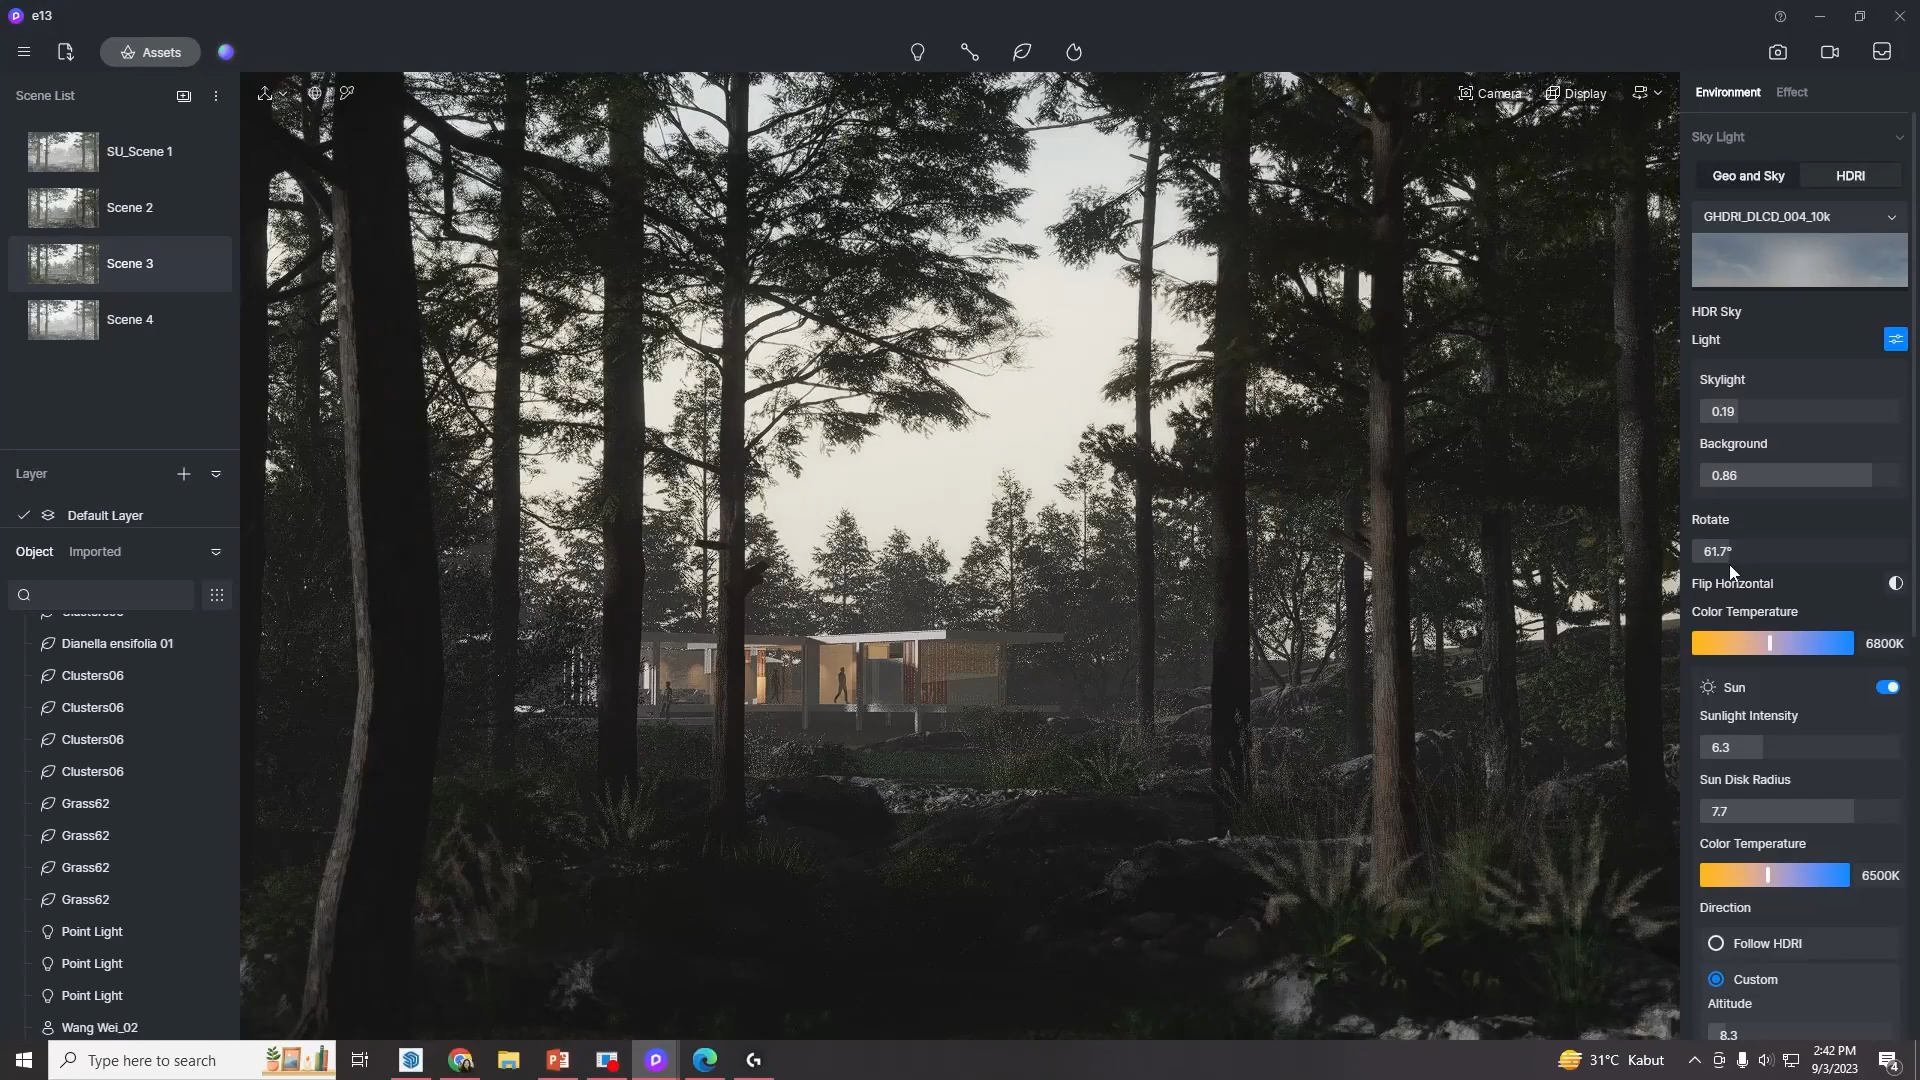 e13
Assets
Scene List
SU_Scene 1
Scene 2
Scene 3
Scene 4
Layer
Default Layer
Object Imported
Clusters06
Dianella ensifolia 01
Clusters06
Clusters06
Clusters06
Clusters06
Grass62
Grass62
Grass62
Grass62
Point Light
Point Light
Point Light
Wang Wei_02
Camera
Display
Environment Effect
Sky Light
Geo and Sky HDRI
GHDRI_DLCD_004_10k
HDR Sky
Light
Skylight
0.19
Background
0.86
Rotate
61.7°
Flip Horizontal
Color Temperature
6800K
Sun
Sunlight Intensity
6.3
Sun Disk Radius
7.7
Color Temperature
6500K
Direction
Follow HDRI
Custom
Altitude
8.3
Type here to search
31°C Kabut
2:42 PM
9/3/2023
4